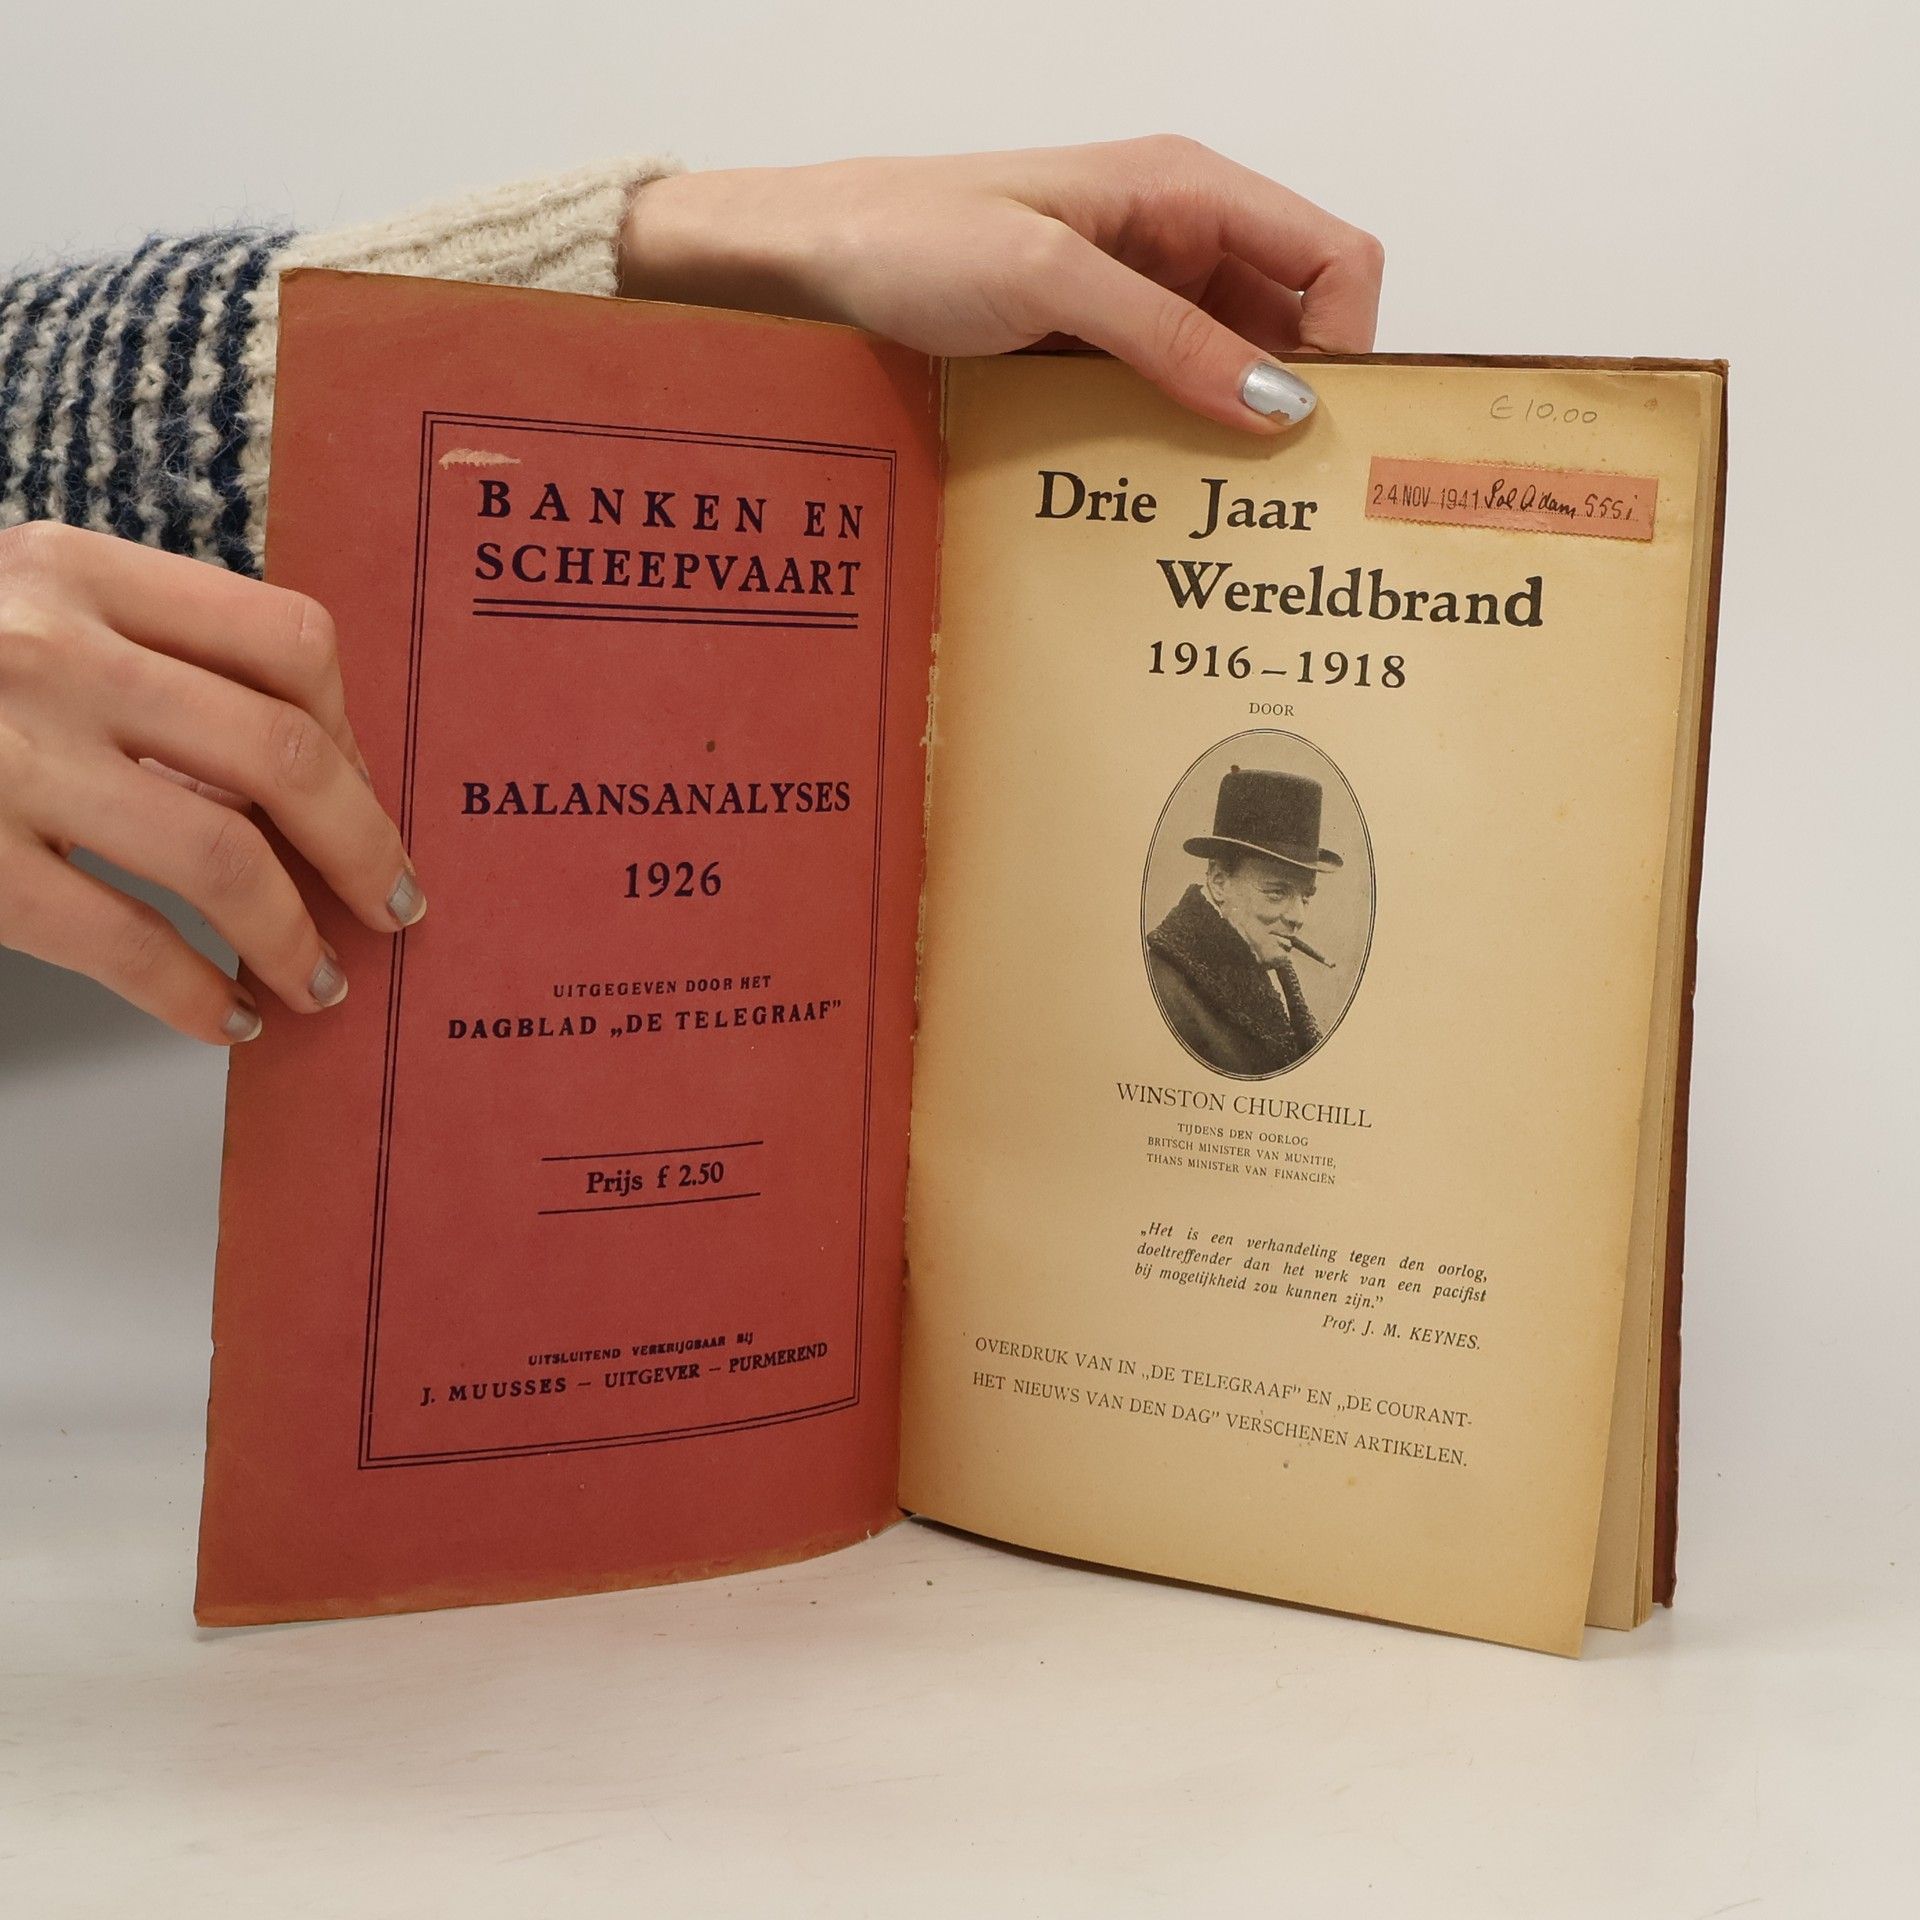 BANKEN EN
SCHEEPVAART
BALANSANALYSES
1926
UITGEGEVEN DOOR HET
DAGBLAD „DE TELEGRAAF”
Prijs f 2.50
UITSLUITEND VERKRIJGBAAR BIJ
J. MUUSSES – UITGEVER – PURMEREND
€ 10.00
24 NOV 1941 Pol Adam
Drie Jaar
Wereldbrand
1916–1918
DOOR
WINSTON CHURCHILL
TIJDENS DEN OORLOG
BRITSCH MINISTER VAN MUNITIE,
THANS MINISTER VAN FINANCIËN
„Het is een verhandeling tegen den oorlog,
doeltreffender dan het werk van een pacifist
bij mogelijkheid zou kunnen zijn.”
Prof. J. M. KEYNES.
OVERDRUK VAN IN „DE TELEGRAAF” EN „DE COURANT-
HET NIEUWS VAN DEN DAG” VERSCHENEN ARTIKELEN.